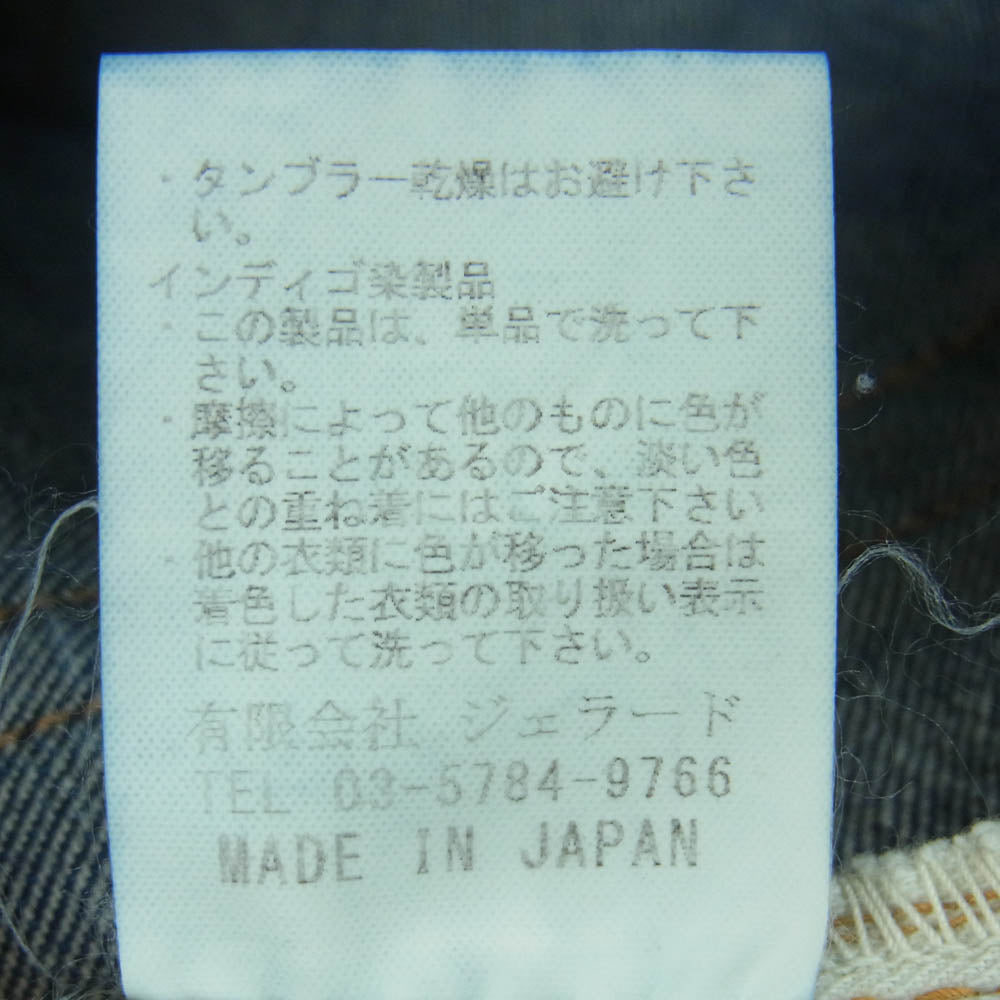 ・タンブラー乾燥はお避け下さ
い。
インディゴ染製品
・この製品は、単品で洗って下
さい。
・摩擦によって他のものに色が
移ることがあるので、淡い色
との重ね着にはご注意下さい
・他の衣類に色が移った場合は
着色した衣類の取り扱い表示
に従って洗って下さい。
有限会社 ジェラード
TEL 03-5784-9766
MADE IN JAPAN